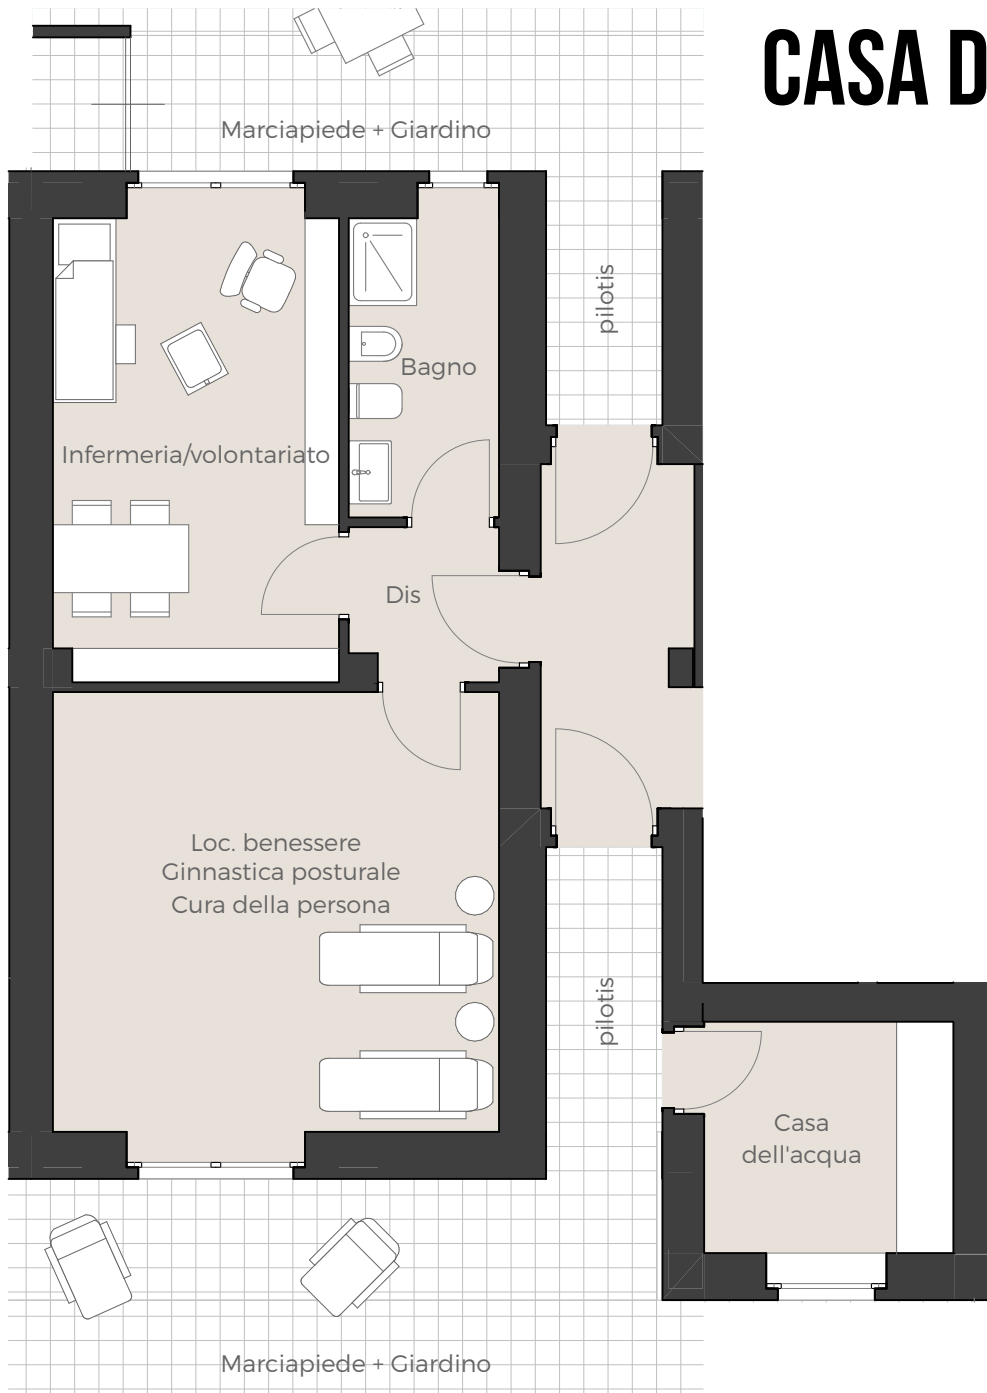 CASA D
Marciapiede + Giardino
pilotis
Bagno
Infermeria/volontariato
Dis
Loc. benessere
Ginnastica posturale
Cura della persona
pilotis
Casa
dell'acqua
Marciapiede + Giardino